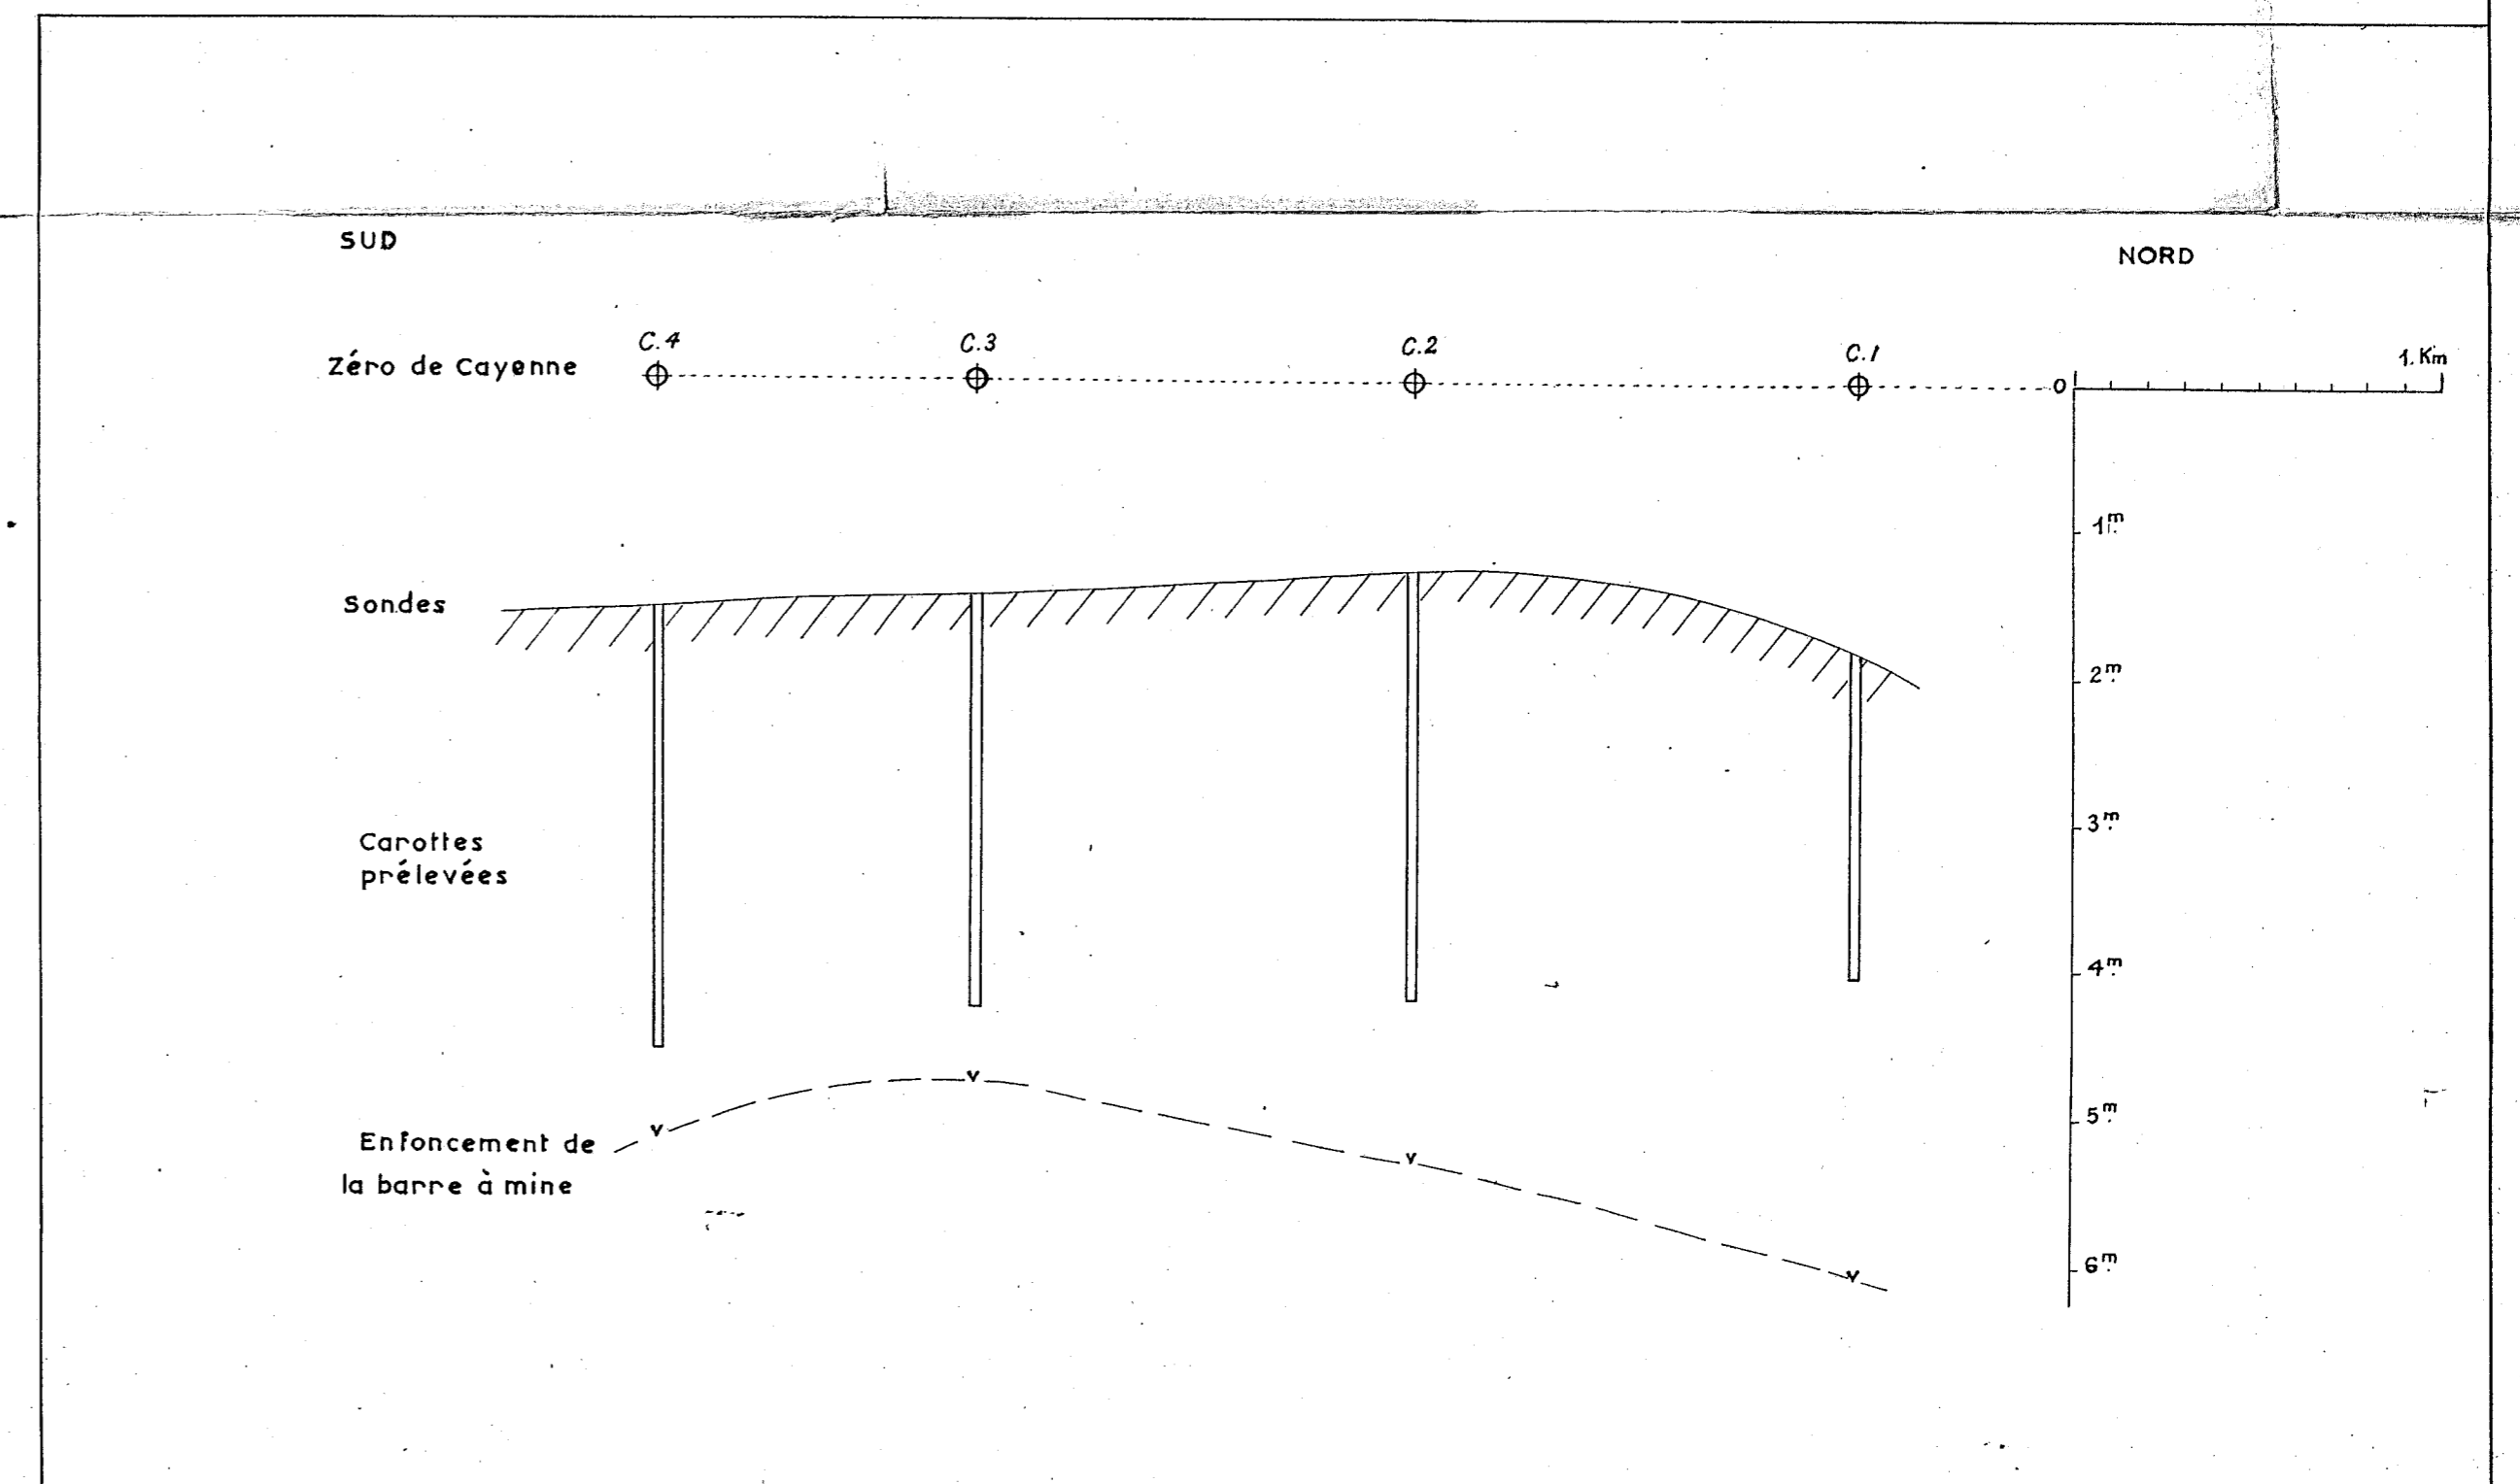 SUD
NORD
C.4
C.3
C.2
C.1
1.Km
Zéro de Cayenne
0
1m
Sondes
2m
3m
Carottes
prélevées
4m
5m
Enfoncement de
la barre à mine
6m